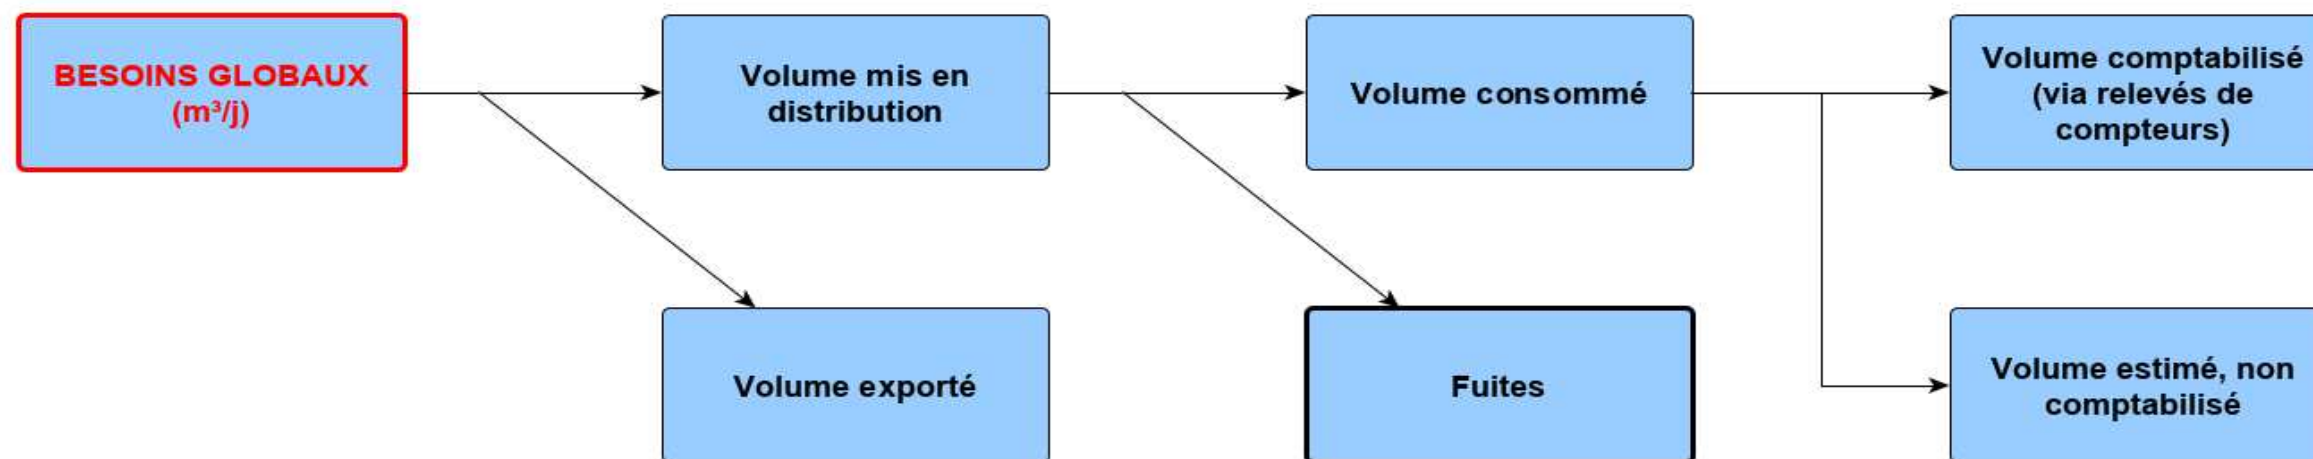 BESOINS GLOBAUX
(m³/j)
Volume mis en
distribution
Volume consommé
Volume comptabilisé
(via relevés de
compteurs)
Volume exporté
Fuites
Volume estimé, non
comptabilisé